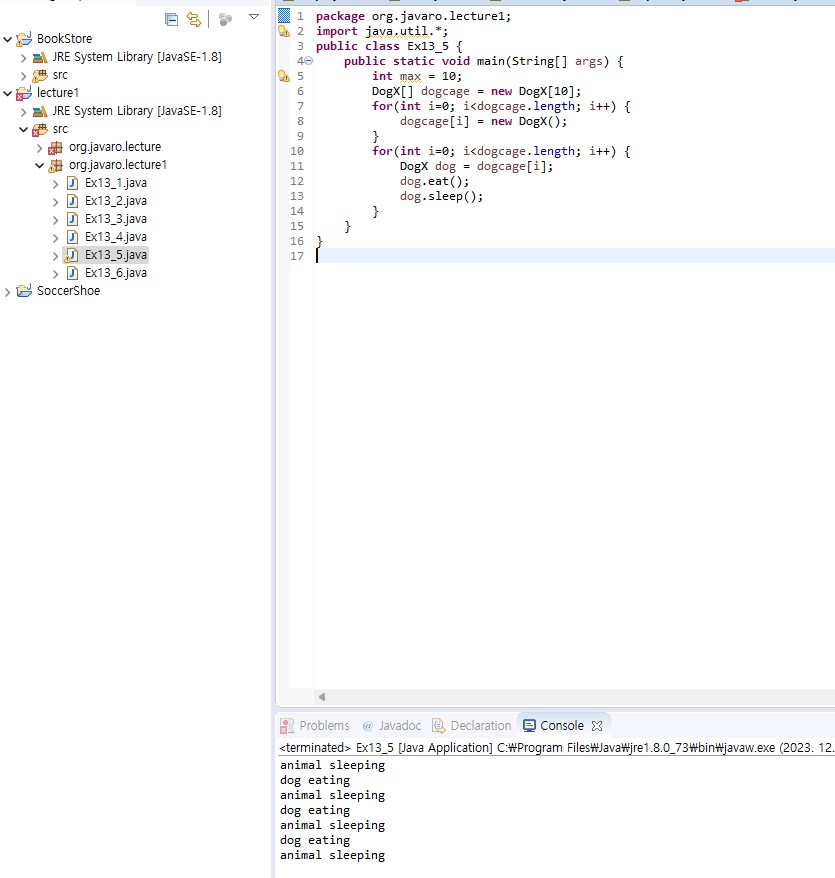 BookStore
JRE System Library [JavaSE-1.8]
src
lecture1
JRE System Library [JavaSE-1.8]
src
org.javaro.lecture
org.javaro.lecture1
Ex13_1.java
Ex13_2.java
Ex13_3.java
Ex13_4.java
Ex13_5.java
Ex13_6.java
SoccerShoe
1 package org.javaro.lecture1;
2 import java.util.*;
3 public class Ex13_5 {
4 public static void main(String[] args) {
5 int max = 10;
6 DogX[] dogcage = new DogX[10];
7 for(int i=0; i<dogcage.length; i++) {
8 dogcage[i] = new DogX();
9 }
10 for(int i=0; i<dogcage.length; i++) {
11 DogX dog = dogcage[i];
12 dog.eat();
13 dog.sleep();
14 }
15 }
16 }
17
Problems @ Javadoc Declaration Console
<terminated> Ex13_5 [Java Application] C:₩Program Files₩Java₩jre1.8.0_73₩bin₩javaw.exe (2023. 12.
animal sleeping
dog eating
animal sleeping
dog eating
animal sleeping
dog eating
animal sleeping